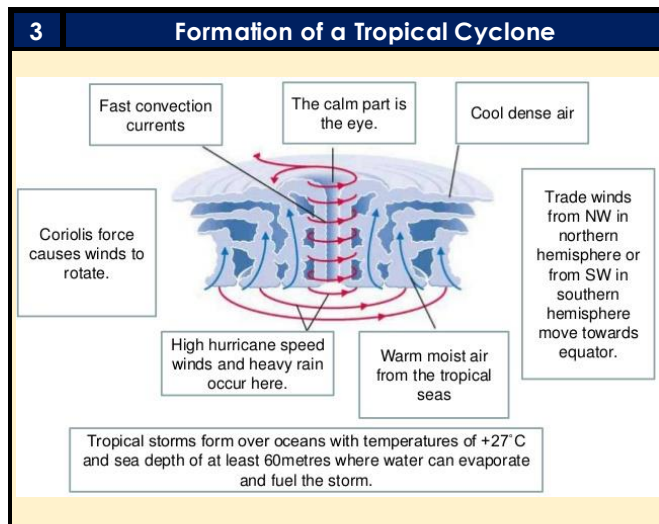 3 Formation of a Tropical Cyclone
Fast convection
currents
The calm part is
the eye.
Cool dense air
Coriolis force
causes winds to
rotate.
Trade winds
from NW in
northern
hemisphere or
from SW in
southern
hemisphere
move towards
equator.
High hurricane speed
winds and heavy rain
occur here.
Warm moist air
from the tropical
seas
Tropical storms form over oceans with temperatures of +27˚C
and sea depth of at least 60metres where water can evaporate
and fuel the storm.